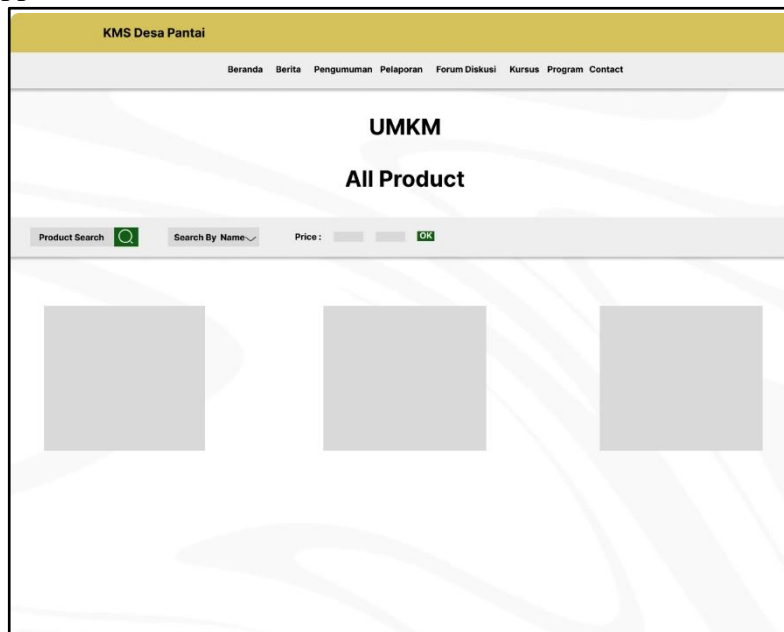 KMS Desa Pantai
Beranda Berita Pengumuman Pelaporan Forum Diskusi Kursus Program Contact
UMKM
All Product
Product Search Search By Name Price : OK